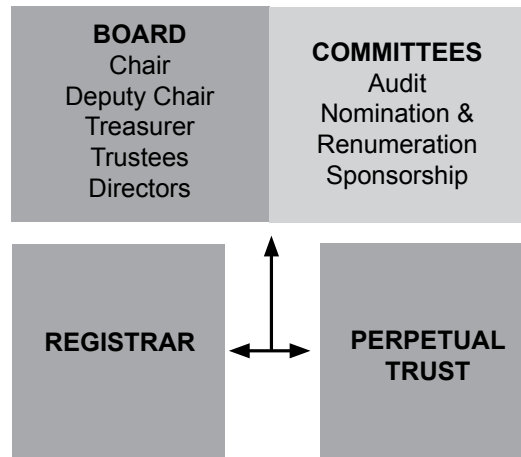 BOARD
Chair
Deputy Chair
Treasurer
Trustees
Directors
COMMITTEES
Audit
Nomination &
Renumeration
Sponsorship
REGISTRAR
PERPETUAL
TRUST